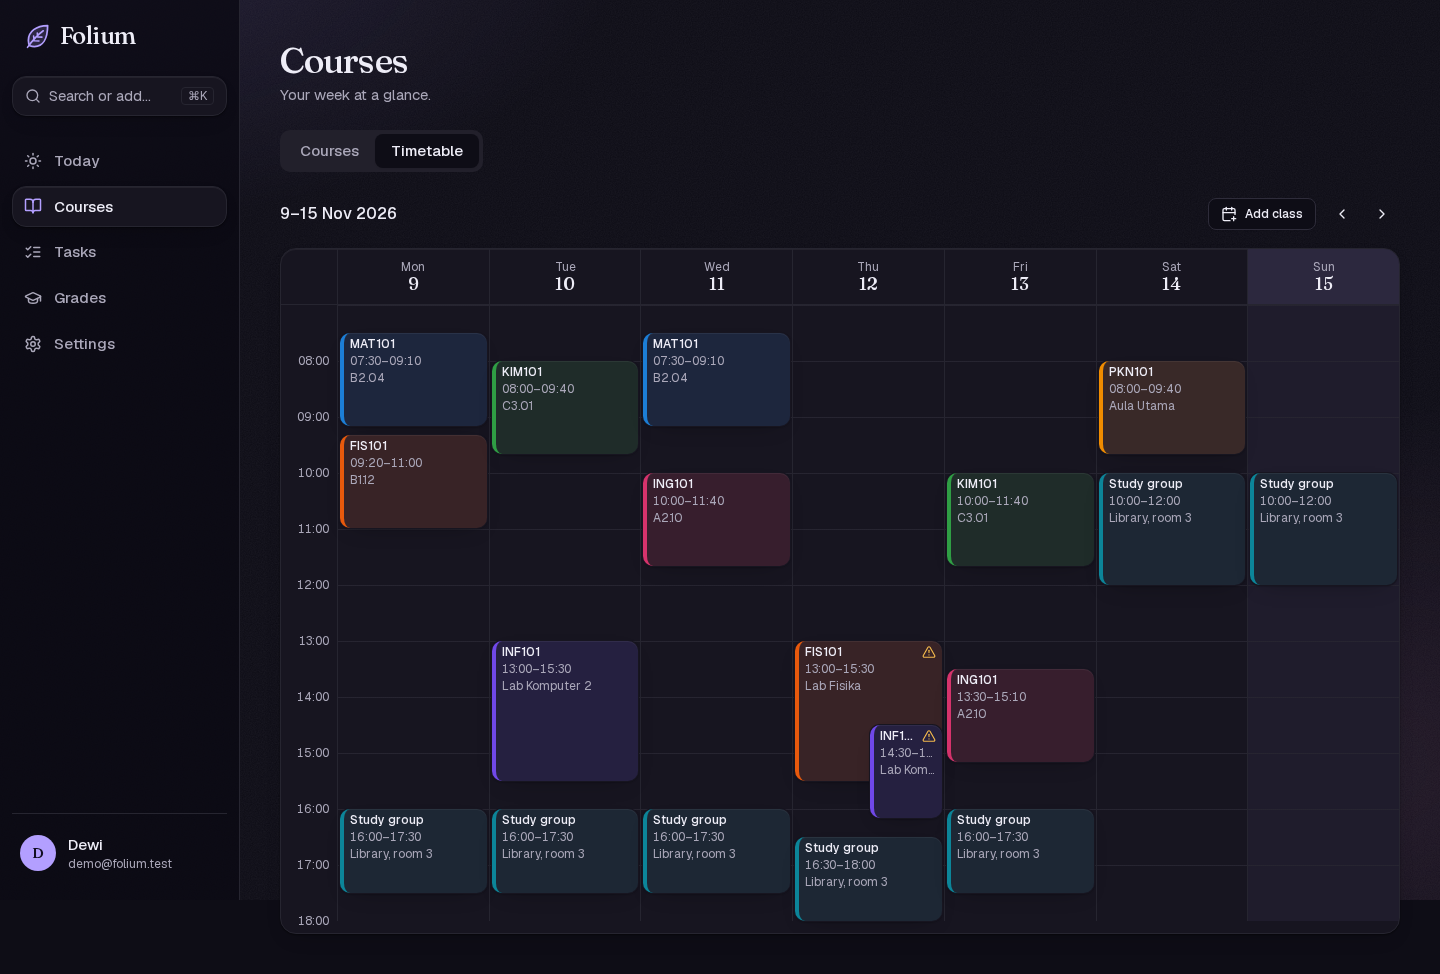 Folium
Search or add... ⌘K
Today
Courses
Tasks
Grades
Settings
Dewi
D
demo@folium.test
Courses
Your week at a glance.
Courses Timetable
9–15 Nov 2026
Add class
Mon 9
Tue 10
Wed 11
Thu 12
Fri 13
Sat 14
Sun 15
08:00
09:00
10:00
11:00
12:00
13:00
14:00
15:00
16:00
17:00
18:00
MAT101
07:30–09:10
B2.04
FIS101
09:20–11:00
B1.12
Study group
16:00–17:30
Library, room 3
KIM101
08:00–09:40
C3.01
INF101
13:00–15:30
Lab Komputer 2
Study group
16:00–17:30
Library, room 3
MAT101
07:30–09:10
B2.04
ING101
10:00–11:40
A2.10
Study group
16:00–17:30
Library, room 3
FIS101
13:00–15:30
Lab Fisika
INF1...
14:30–1...
Lab Kom...
Study group
16:30–18:00
Library, room 3
KIM101
10:00–11:40
C3.01
ING101
13:30–15:10
A2.10
Study group
16:00–17:30
Library, room 3
PKN101
08:00–09:40
Aula Utama
Study group
10:00–12:00
Library, room 3
Study group
10:00–12:00
Library, room 3